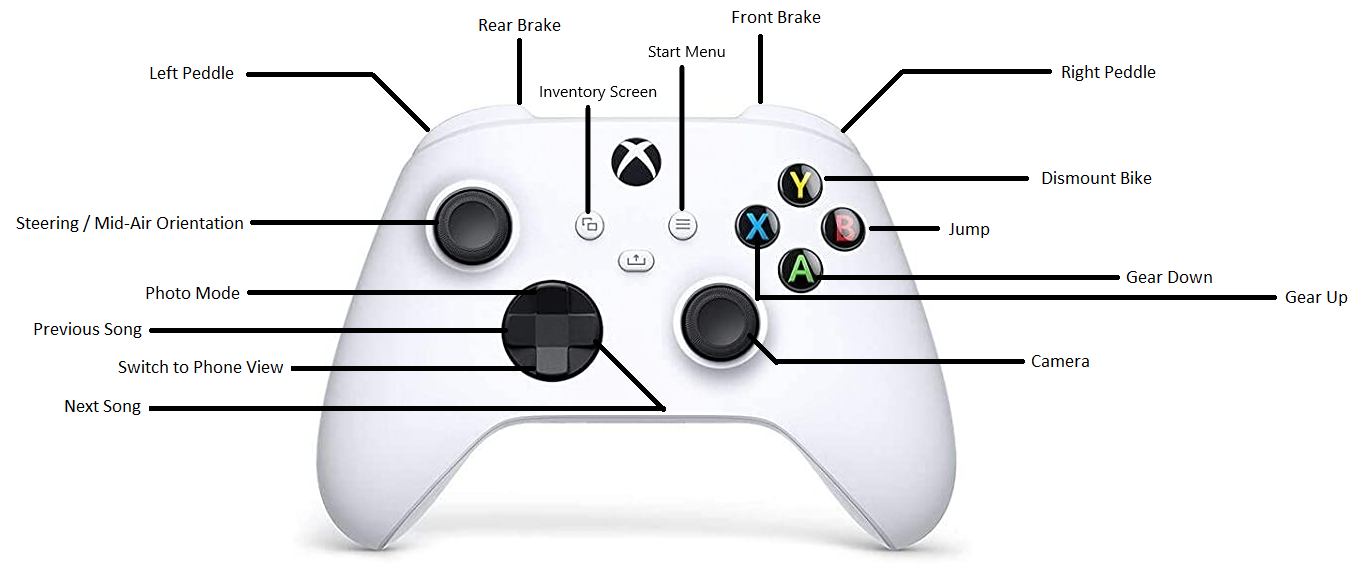 Front Brake
Rear Brake
Start Menu
Left Peddle
Right Peddle
Inventory Screen
Y
Dismount Bike
Steering / Mid-Air Orientation
X
B
Jump
A
Gear Down
Photo Mode
Gear Up
Previous Song
Switch to Phone View
Camera
Next Song